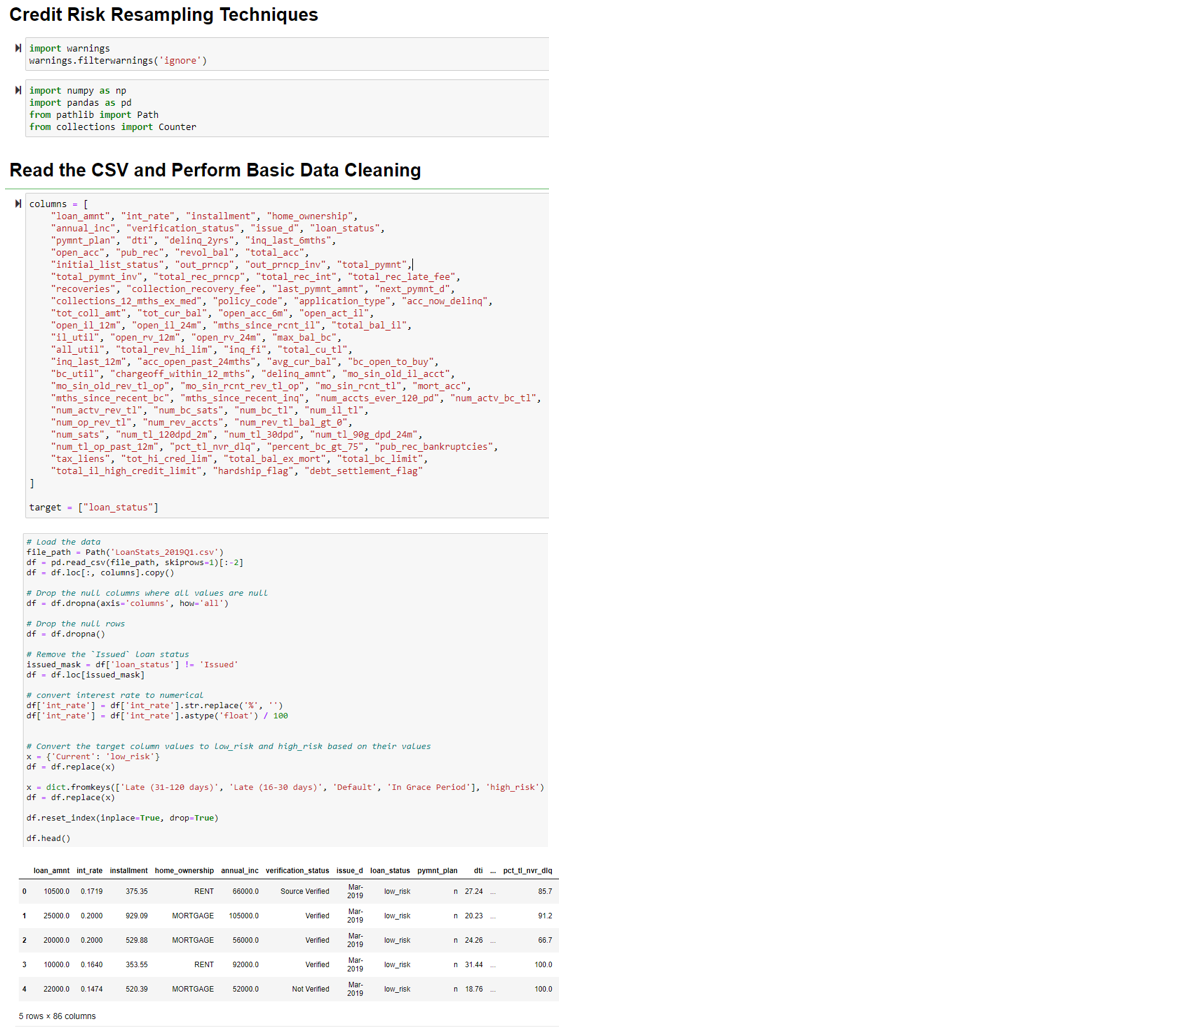 Credit Risk Resampling Techniques
import warnings
warnings.filterwarnings('ignore')
import numpy as np
import pandas as pd
from pathlib import Path
from collections import Counter
Read the CSV and Perform Basic Data Cleaning
columns = [
"loan_amnt", "int_rate", "installment", "home_ownership",
"annual_inc", "verification_status", "issue_d", "loan_status",
"pymnt_plan", "dti", "delinq_2yrs", "inq_last_6mths",
"open_acc", "pub_rec", "revol_bal", "total_acc",
"initial_list_status", "out_prncp", "out_prncp_inv", "total_pymnt",
"total_pymnt_inv", "total_rec_prncp", "total_rec_int", "total_rec_late_fee",
"recoveries", "collection_recovery_fee", "last_pymnt_amnt", "next_pymnt_d",
"collections_12_mths_ex_med", "policy_code", "application_type", "acc_now_delinq",
"tot_coll_amt", "tot_cur_bal", "open_acc_6m", "open_act_il",
"open_il_12m", "open_il_24m", "mths_since_rcnt_il", "total_bal_il",
"il_util", "open_rv_12m", "open_rv_24m", "max_bal_bc",
"all_util", "total_rev_hi_lim", "inq_fi", "total_cu_tl",
"inq_last_12m", "acc_open_past_24mths", "avg_cur_bal", "bc_open_to_buy",
"bc_util", "chargeoff_within_12_mths", "delinq_amnt", "mo_sin_old_il_acct",
"mo_sin_old_rev_tl_op", "mo_sin_rcnt_rev_tl_op", "mo_sin_rcnt_tl", "mort_acc",
"mths_since_recent_bc", "mths_since_recent_inq", "num_accts_ever_120_pd", "num_actv_bc_tl",
"num_actv_rev_tl", "num_bc_sats", "num_bc_tl", "num_il_tl",
"num_op_rev_tl", "num_rev_accts", "num_rev_tl_bal_gt_0",
"num_sats", "num_tl_120dpd_2m", "num_tl_30dpd", "num_tl_90g_dpd_24m",
"num_tl_op_past_12m", "pct_tl_nvr_dlq", "percent_bc_gt_75", "pub_rec_bankruptcies",
"tax_liens", "tot_hi_cred_lim", "total_bal_ex_mort", "total_bc_limit",
"total_il_high_credit_limit", "hardship_flag", "debt_settlement_flag"
]
target = ["loan_status"]
# Load the data
file_path = Path('LoanStats_2019Q1.csv')
df = pd.read_csv(file_path, skiprows=1)[:-2]
df = df.loc[:, columns].copy()
# Drop the null columns where all values are null
df = df.dropna(axis='columns', how='all')
# Drop the null rows
df = df.dropna()
# Remove the `Issued` loan status
issued_mask = df['loan_status'] != 'Issued'
df = df.loc[issued_mask]
# convert interest rate to numerical
df['int_rate'] = df['int_rate'].str.replace('%', '')
df['int_rate'] = df['int_rate'].astype('float') / 100
# Convert the target column values to low_risk and high_risk based on their values
x = {'Current': 'low_risk'}
df = df.replace(x)
x = dict.fromkeys(['Late (31-120 days)', 'Late (16-30 days)', 'Default', 'In Grace Period'], 'high_risk')
df = df.replace(x)
df.reset_index(inplace=True, drop=True)
df.head()
loan_amnt int_rate installment home_ownership annual_inc verification_status issue_d loan_status pymnt_plan dti ... pct_tl_nvr_dlq
0 10500.0 0.1719 375.35 RENT 66000.0 Source Verified Mar-2019 low_risk n 27.24 ... 85.7
1 25000.0 0.2000 929.09 MORTGAGE 105000.0 Verified Mar-2019 low_risk n 20.23 ... 91.2
2 20000.0 0.2000 529.88 MORTGAGE 56000.0 Verified Mar-2019 low_risk n 24.26 ... 66.7
3 10000.0 0.1640 353.55 RENT 92000.0 Verified Mar-2019 low_risk n 31.44 ... 100.0
4 22000.0 0.1474 520.39 MORTGAGE 52000.0 Not Verified Mar-2019 low_risk n 18.76 ... 100.0
5 rows × 86 columns